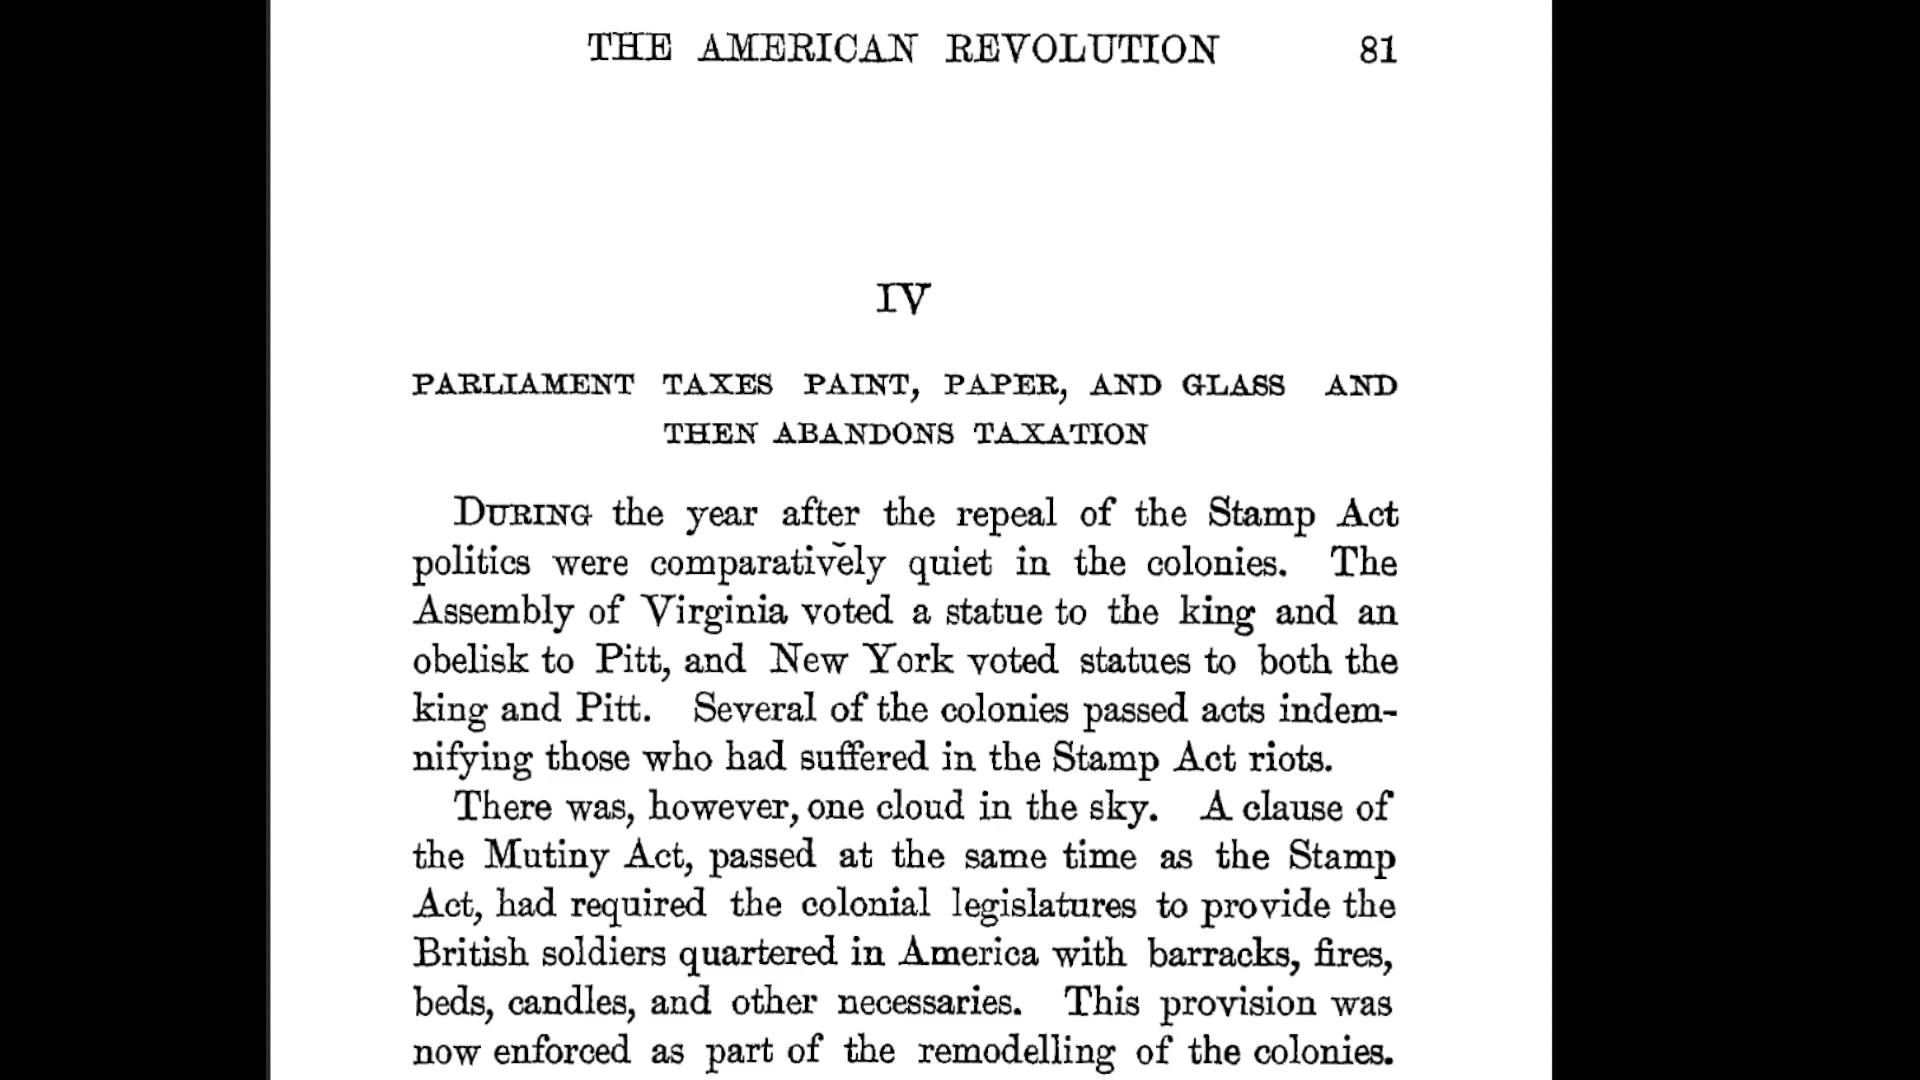 THE AMERICAN REVOLUTION 81
IV
PARLIAMENT TAXES PAINT, PAPER, AND GLASS AND
THEN ABANDONS TAXATION
DURING the year after the repeal of the Stamp Act
politics were comparatively quiet in the colonies. The
Assembly of Virginia voted a statue to the king and an
obelisk to Pitt, and New York voted statues to both the
king and Pitt. Several of the colonies passed acts indem-
nifying those who had suffered in the Stamp Act riots.
There was, however, one cloud in the sky. A clause of
the Mutiny Act, passed at the same time as the Stamp
Act, had required the colonial legislatures to provide the
British soldiers quartered in America with barracks, fires,
beds, candles, and other necessaries. This provision was
now enforced as part of the remodelling of the colonies.